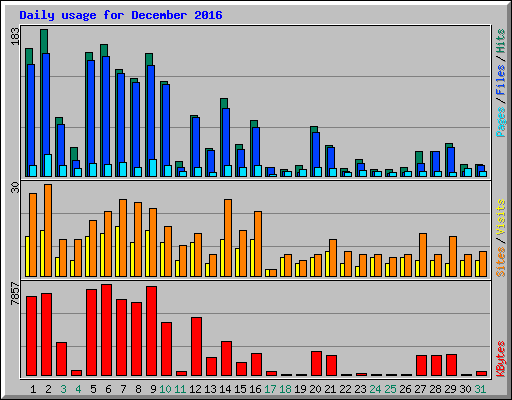 Daily usage for December 2016
183
Pages / Files / Hits
30
Sites / Visits
7857
KBytes
1 2 3 4 5 6 7 8 9 10 11 12 13 14 15 16 17 18 19 20 21 22 23 24 25 26 27 28 29 30 31